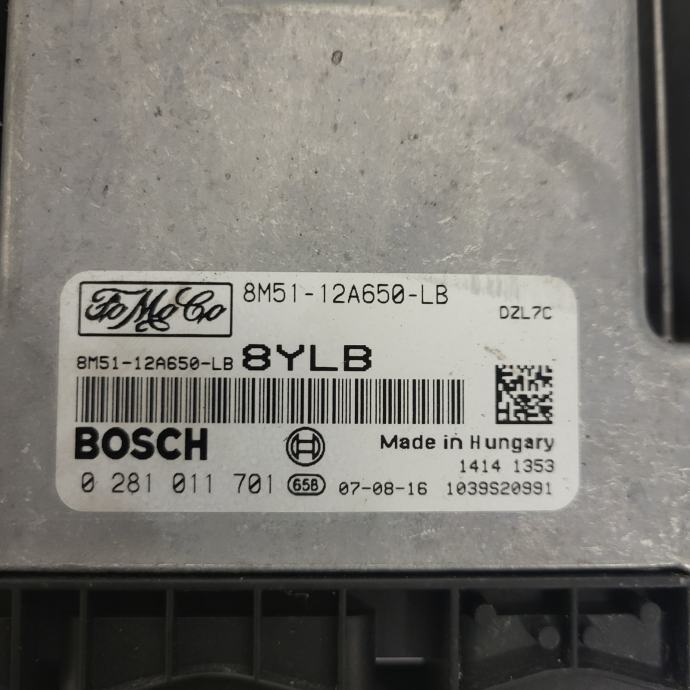 FoMoCo 8M51-12A650-LB
DZL7C
8M51-12A650-LB 8YLB
BOSCH
Made in Hungary
1414 1353
0 281 011 701 658 07-08-16 1039S20991